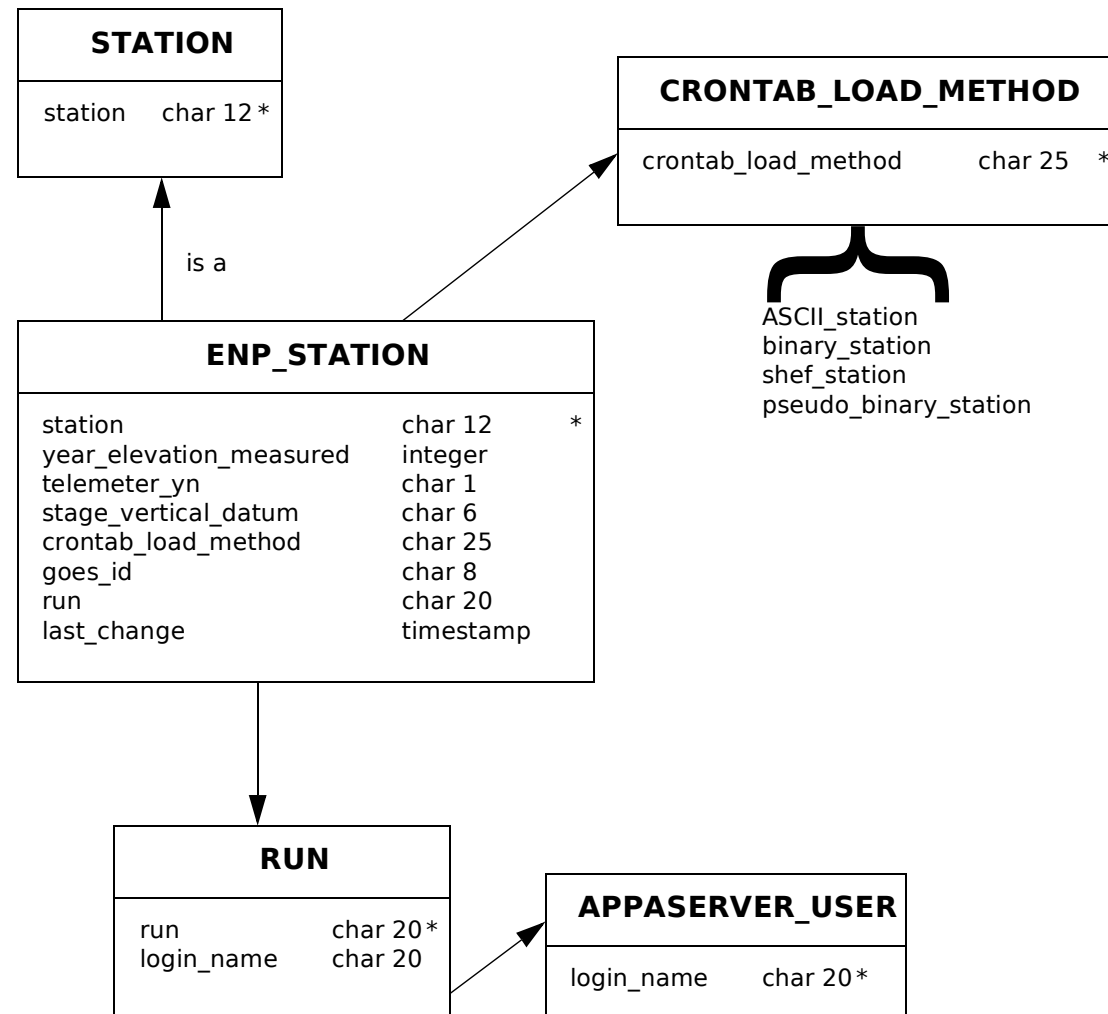 STATION
station char 12 *
CRONTAB_LOAD_METHOD
crontab_load_method char 25 *
is a
ASCII_station
binary_station
shef_station
pseudo_binary_station
ENP_STATION
station char 12 *
year_elevation_measured integer
telemeter_yn char 1
stage_vertical_datum char 6
crontab_load_method char 25
goes_id char 8
run char 20
last_change timestamp
RUN
run char 20 *
login_name char 20
APPASERVER_USER
login_name char 20 *